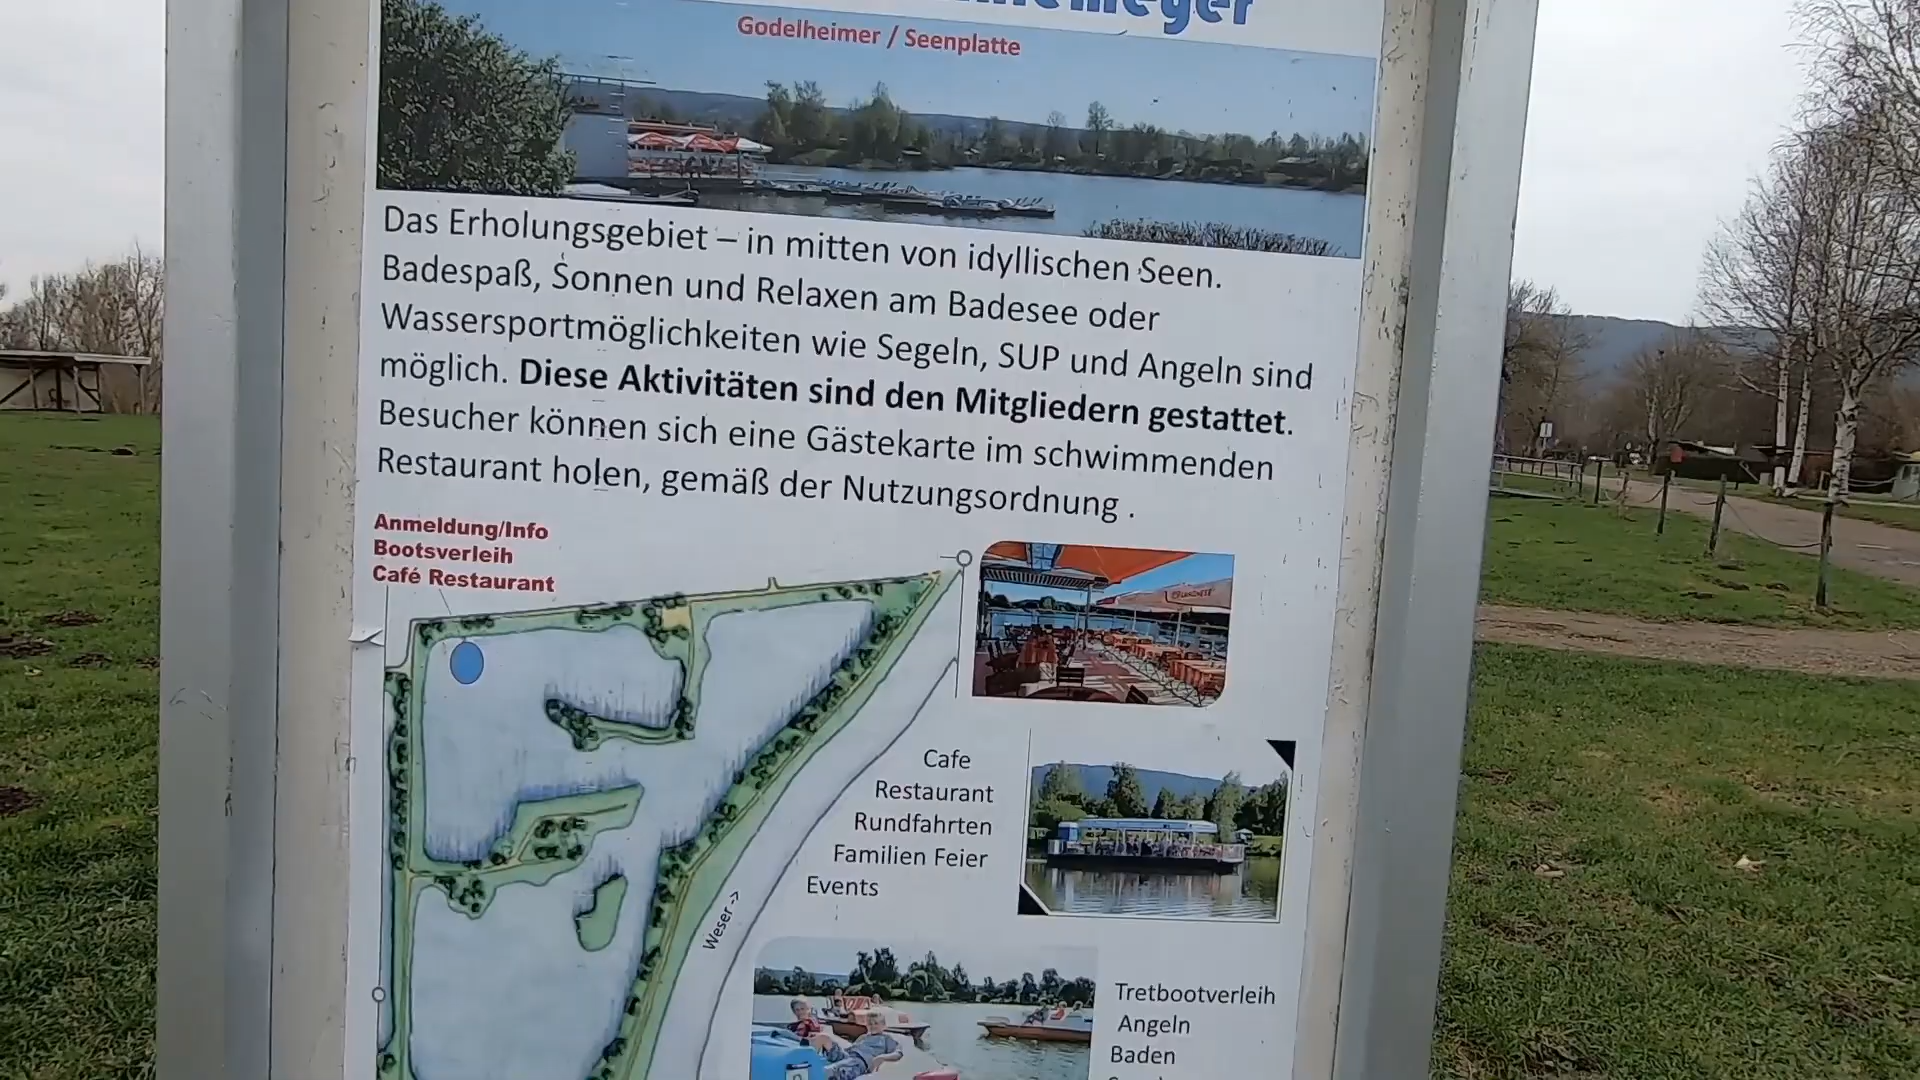 Godelheimer / Seenplatte
Das Erholungsgebiet – in mitten von idyllischen Seen.
Badespaß, Sonnen und Relaxen am Badesee oder
Wassersportmöglichkeiten wie Segeln, SUP und Angeln sind
möglich. Diese Aktivitäten sind den Mitgliedern gestattet.
Besucher können sich eine Gästekarte im schwimmenden
Restaurant holen, gemäß der Nutzungsordnung .
Anmeldung/Info
Bootsverleih
Café Restaurant
Cafe
Restaurant
Rundfahrten
Familien Feier
Events
Weser ->
Tretbootverleih
Angeln
Baden